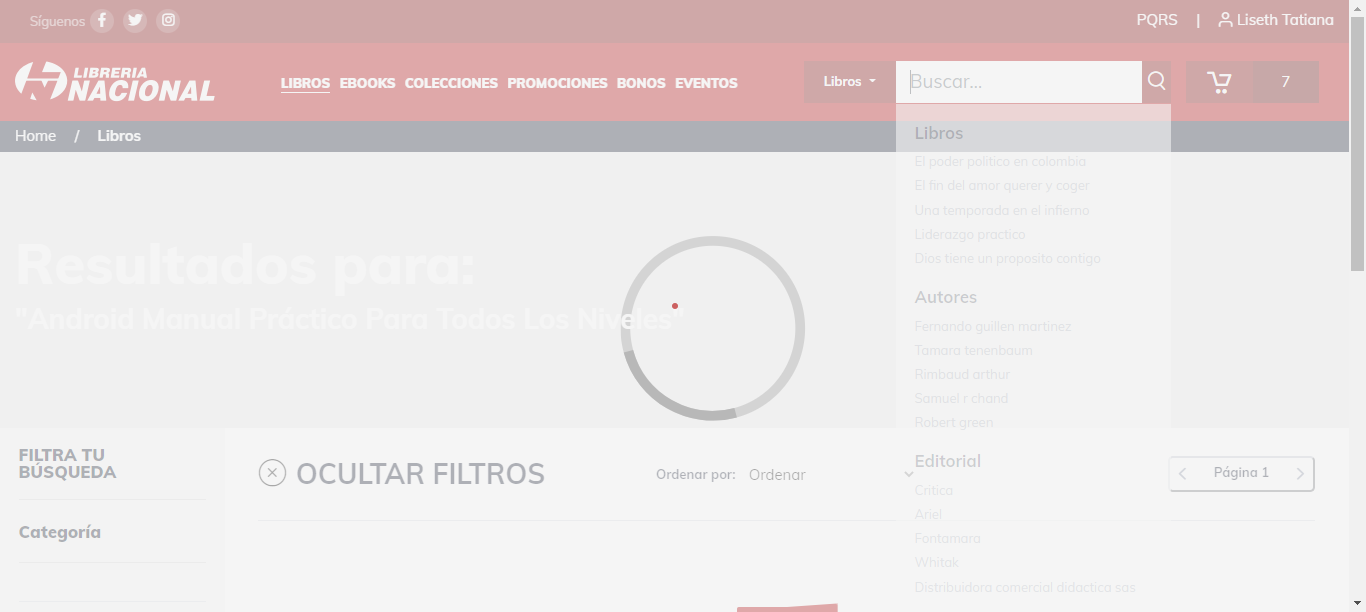 Síguenos
PQRS | Liseth Tatiana
LIBRERIA
NACIONAL
LIBROS EBOOKS COLECCIONES PROMOCIONES BONOS EVENTOS
Libros
Buscar...
7
Home / Libros
Libros
El poder politico en colombia
El fin del amor querer y coger
Una temporada en el infierno
Liderazgo practico
Dios tiene un proposito contigo
Autores
Fernando guillen martinez
Tamara tenenbaum
Rimbaud arthur
Samuel r chand
Robert green
Editorial
Critica
Ariel
Fontamara
Whitak
Distribuidora comercial didactica sas
Resultados para:
"Android Manual Práctico Para Todos Los Niveles"
FILTRA TU
BÚSQUEDA
Categoría
OCULTAR FILTROS
Ordenar por: Ordenar
Página 1